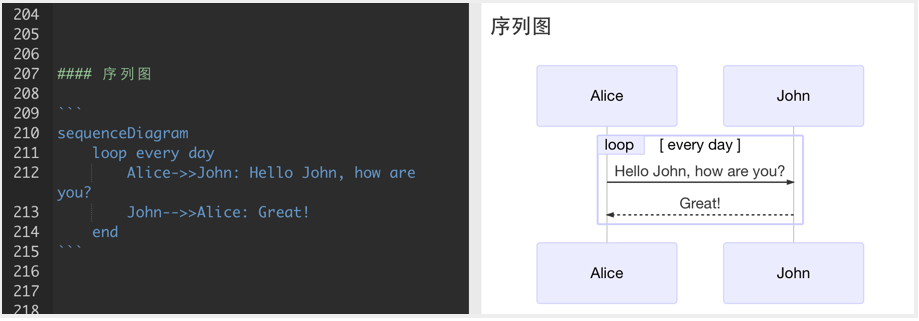 204
205
206
207 #### 序列图
208
209 ```
210 sequenceDiagram
211     loop every day
212         Alice->>John: Hello John, how are
you?
213         John-->>Alice: Great!
214     end
215 ```
216
217
218
序列图
Alice John
loop [ every day ]
Hello John, how are you?
Great!
Alice John